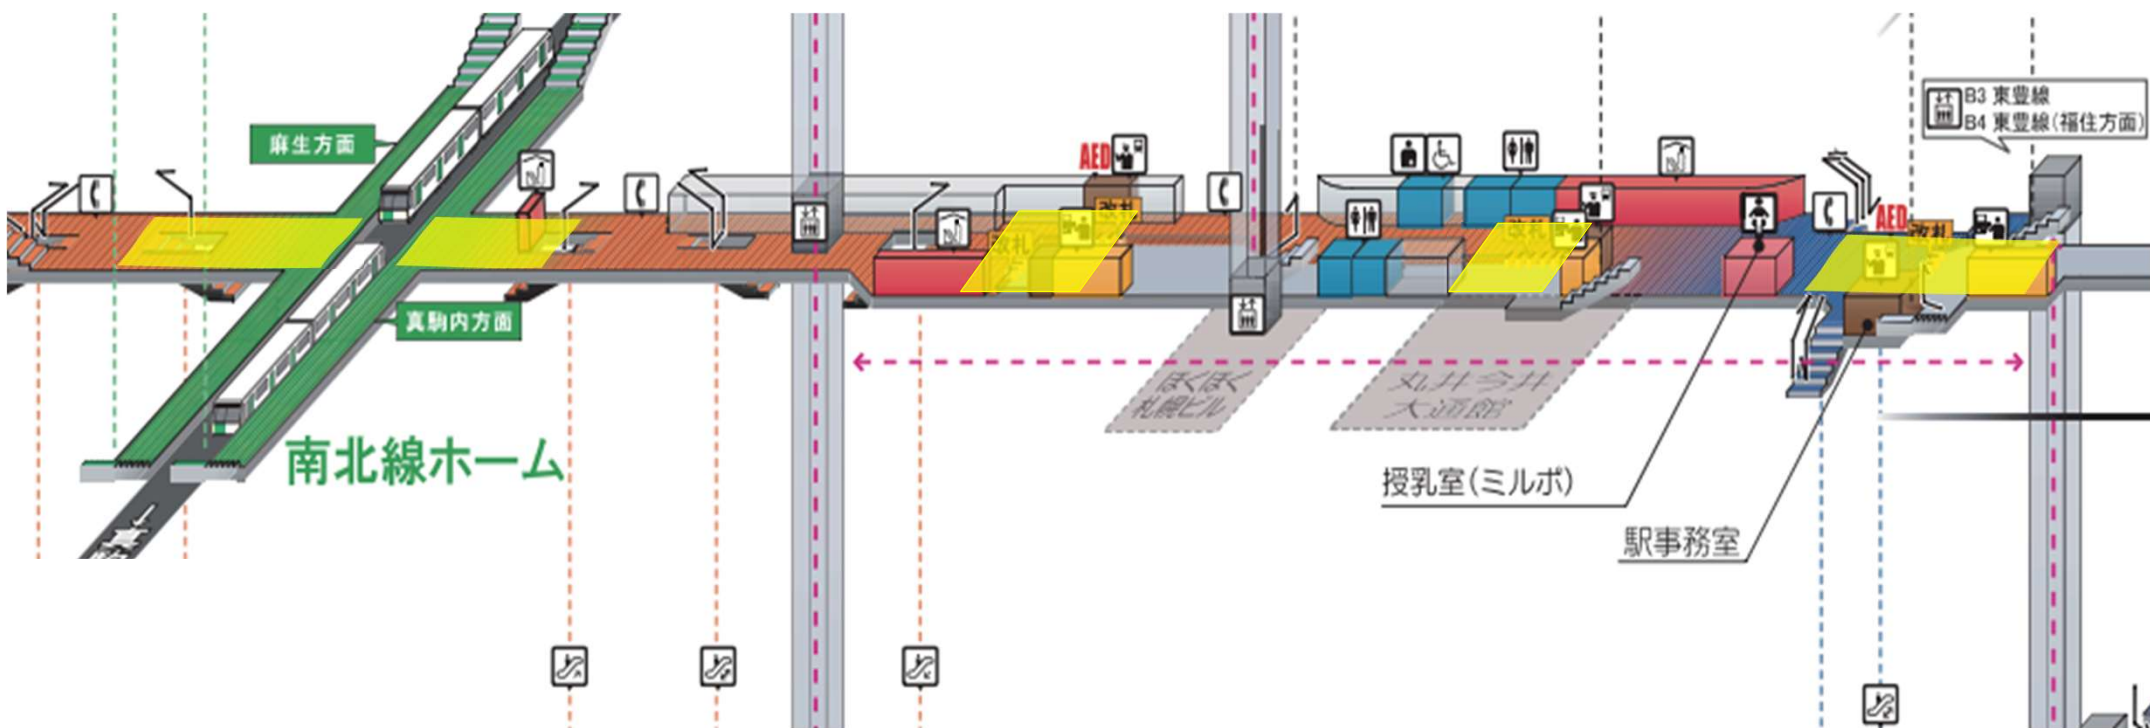 麻生方面
真駒内方面
南北線ホーム
AED
改札
改札
ほくほく
札幌ビル
改札
丸井今井
大通館
授乳室(ミルポ)
駅事務室
AED
改札
B3 東豊線
B4 東豊線(福住方面)